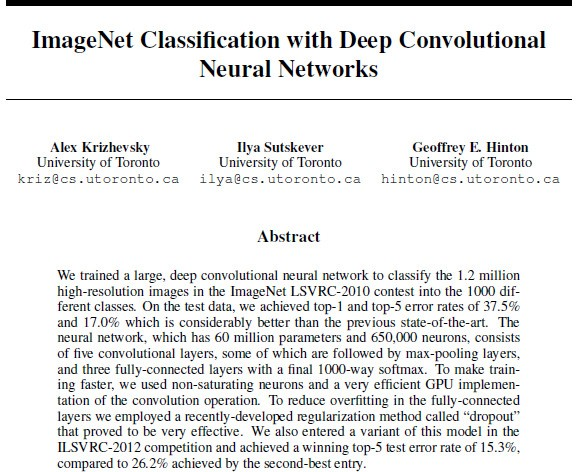 ImageNet Classification with Deep Convolutional
Neural Networks
Alex Krizhevsky
University of Toronto
kriz@cs.utoronto.ca
Ilya Sutskever
University of Toronto
ilya@cs.utoronto.ca
Geoffrey E. Hinton
University of Toronto
hinton@cs.utoronto.ca
Abstract
We trained a large, deep convolutional neural network to classify the 1.2 million
high-resolution images in the ImageNet LSVRC-2010 contest into the 1000 dif-
ferent classes. On the test data, we achieved top-1 and top-5 error rates of 37.5%
and 17.0% which is considerably better than the previous state-of-the-art. The
neural network, which has 60 million parameters and 650,000 neurons, consists
of five convolutional layers, some of which are followed by max-pooling layers,
and three fully-connected layers with a final 1000-way softmax. To make train-
ing faster, we used non-saturating neurons and a very efficient GPU implemen-
tation of the convolution operation. To reduce overfitting in the fully-connected
layers we employed a recently-developed regularization method called “dropout”
that proved to be very effective. We also entered a variant of this model in the
ILSVRC-2012 competition and achieved a winning top-5 test error rate of 15.3%,
compared to 26.2% achieved by the second-best entry.